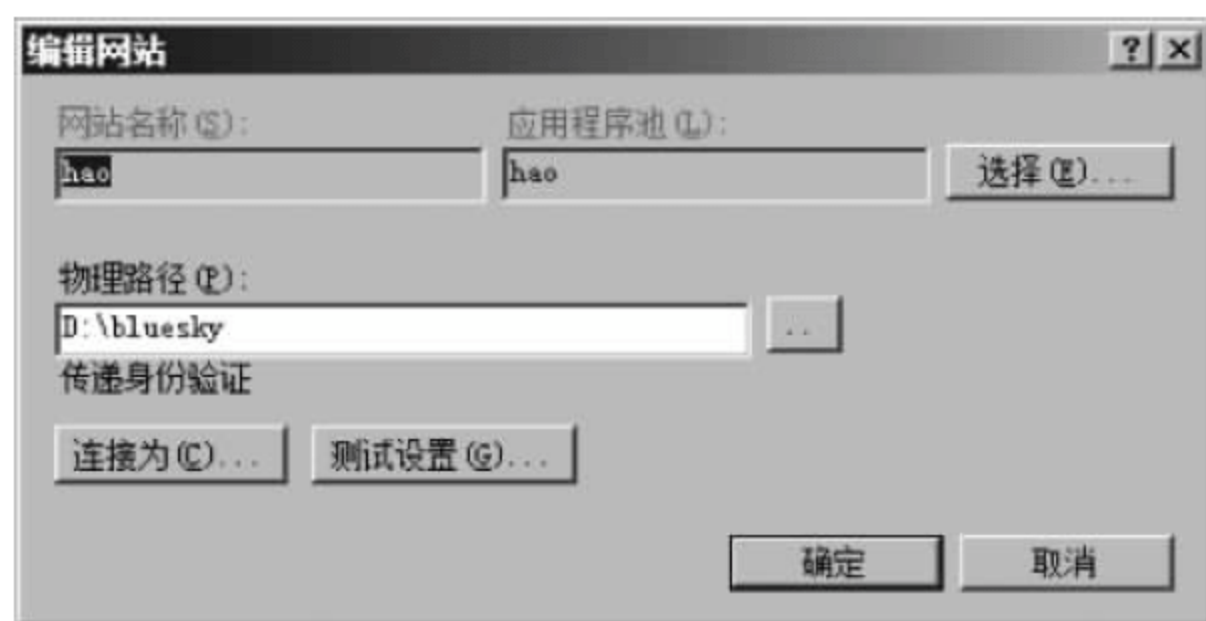 编辑网站
网站名称(S): 应用程序池(L):
hao hao 选择(E)...
物理路径(P):
D:\bluesky ..
传递身份验证
连接为(C)... 测试设置(G)...
确定 取消